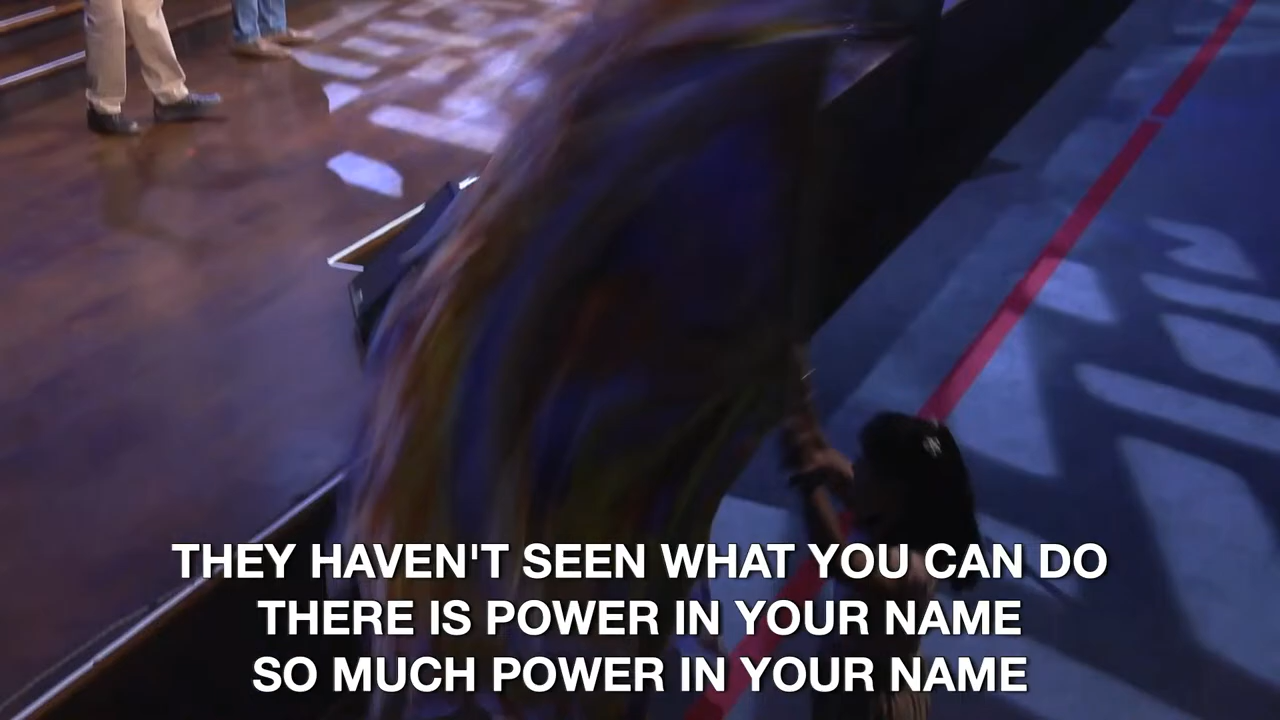 THEY HAVEN'T SEEN WHAT YOU CAN DO
THERE IS POWER IN YOUR NAME
SO MUCH POWER IN YOUR NAME